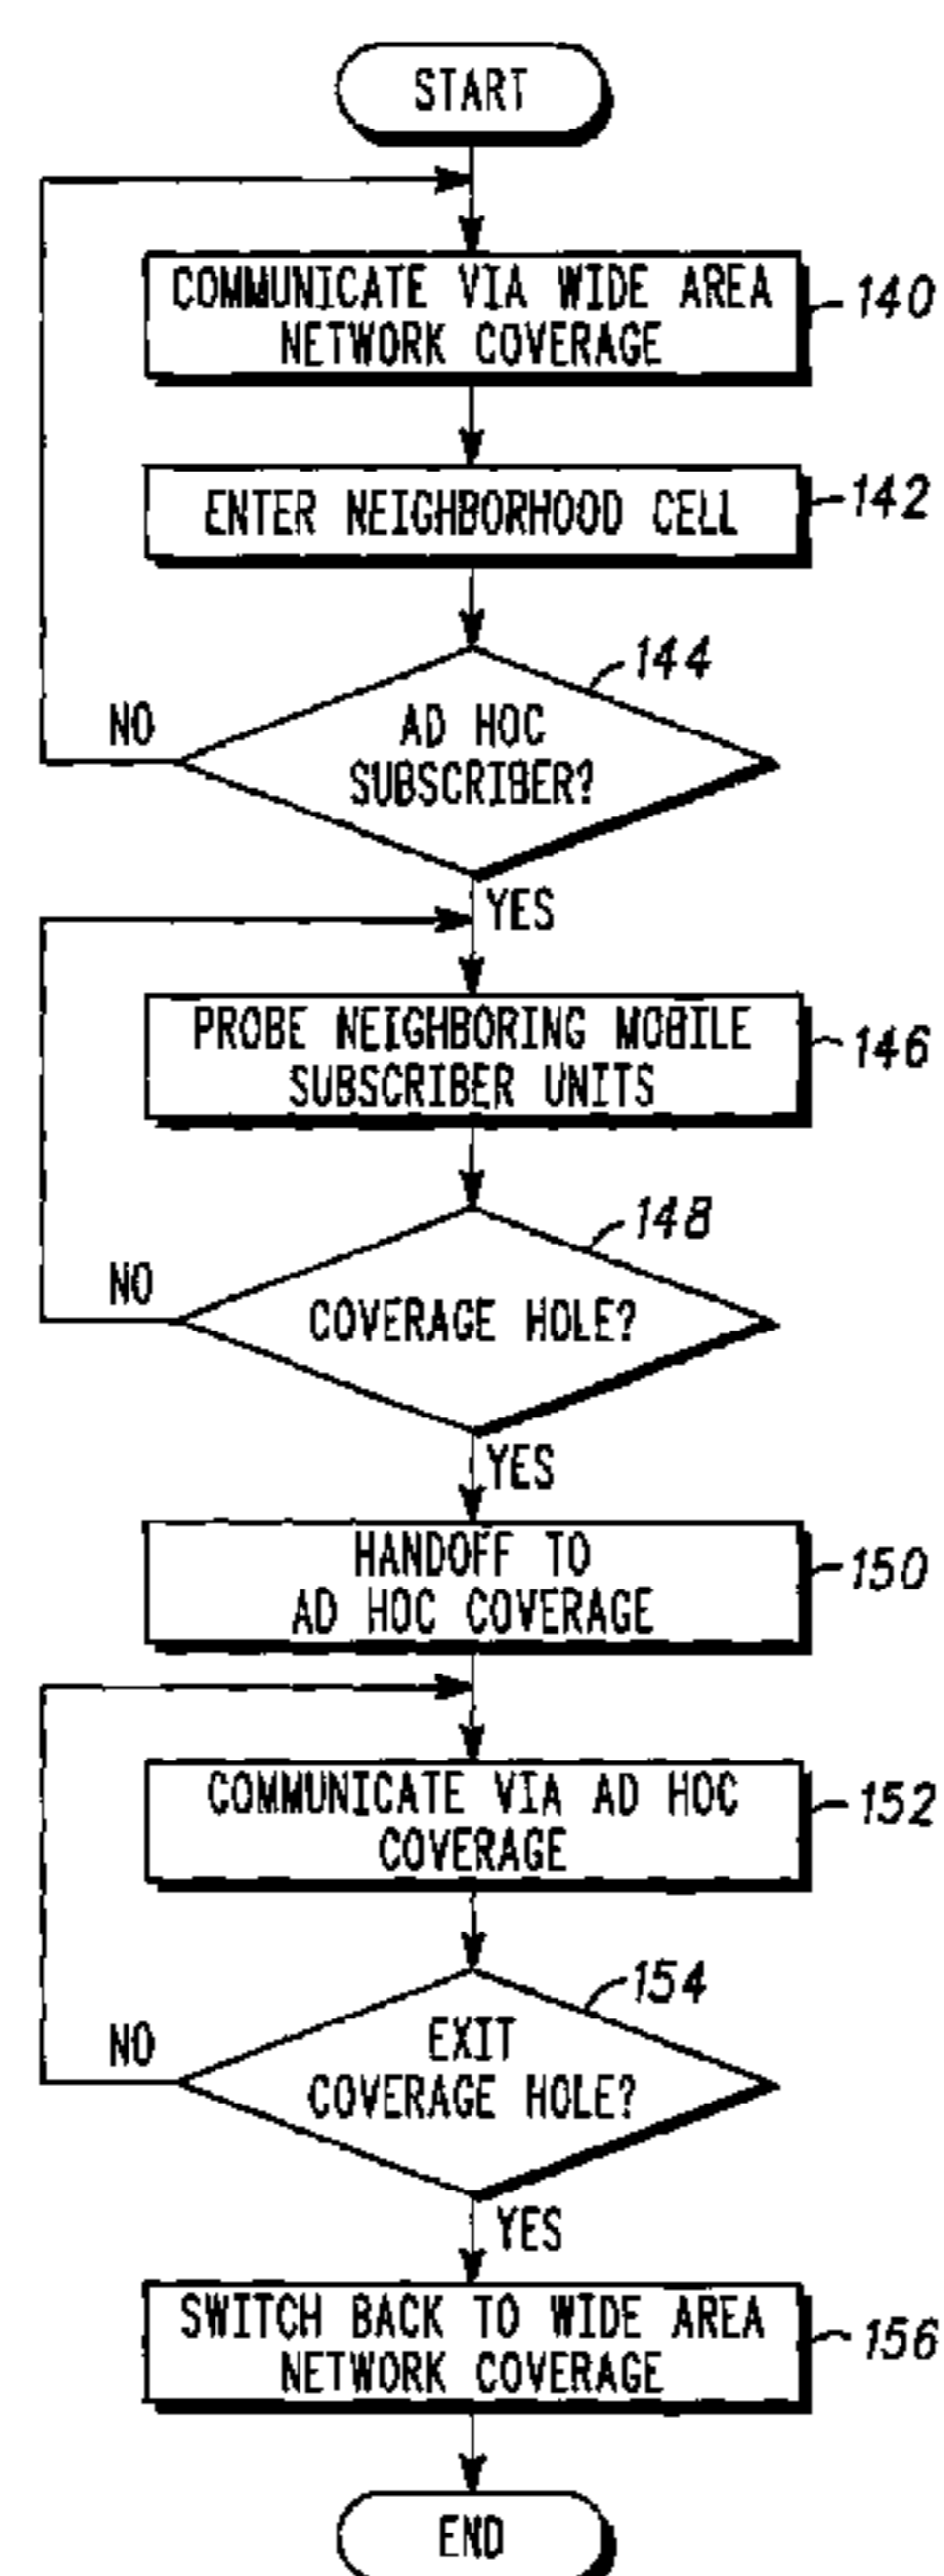 START
COMMUNICATE VIA WIDE AREA
NETWORK COVERAGE
140
ENTER NEIGHBORHOOD CELL
142
144
AD HOC
SUBSCRIBER?
NO
YES
PROBE NEIGHBORING MOBILE
SUBSCRIBER UNITS
146
148
COVERAGE HOLE?
NO
YES
HANDOFF TO
AD HOC COVERAGE
150
COMMUNICATE VIA AD HOC
COVERAGE
152
154
EXIT
COVERAGE HOLE?
NO
YES
SWITCH BACK TO WIDE AREA
NETWORK COVERAGE
156
END